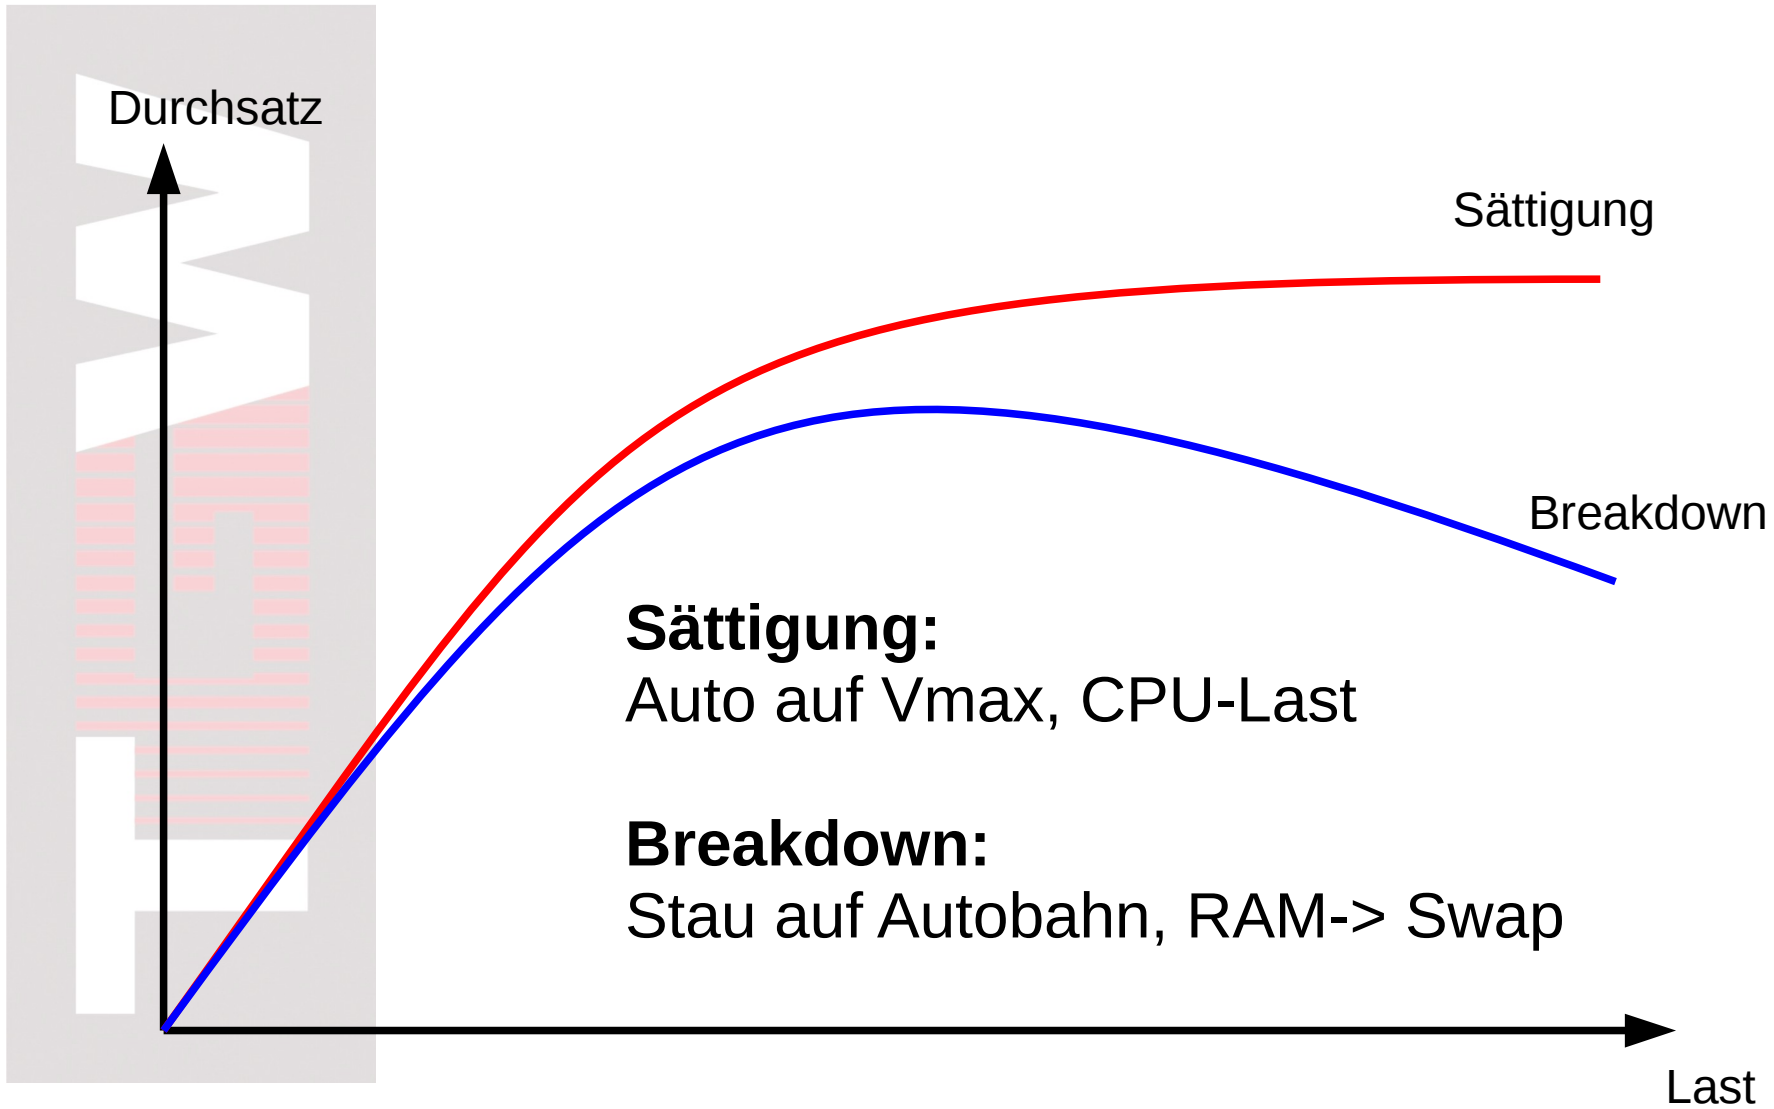 Durchsatz
Sättigung
Breakdown
Sättigung:
Auto auf Vmax, CPU-Last
Breakdown:
Stau auf Autobahn, RAM-> Swap
Last